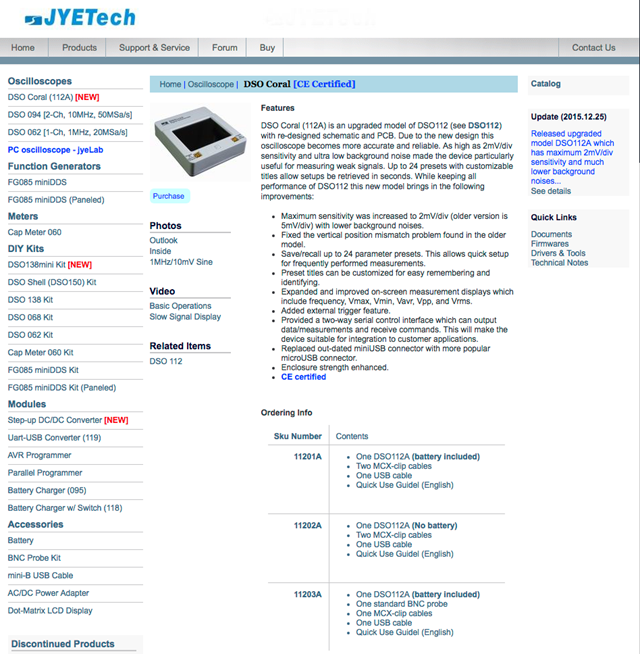 JYETech
Home
Products
Support & Service
Forum
Buy
Contact Us
Oscilloscopes
DSO Coral (112A) [NEW]
DSO 094 [2-Ch, 10MHz, 50MSa/s]
DSO 062 [1-Ch, 1MHz, 20MSa/s]
PC oscilloscope - jyeLab
Function Generators
FG085 miniDDS
FG085 miniDDS (Paneled)
Meters
Cap Meter 060
DIY Kits
DSO138mini Kit [NEW]
DSO Shell (DSO150) Kit
DSO 138 Kit
DSO 068 Kit
DSO 062 Kit
Cap Meter 060 Kit
FG085 miniDDS Kit
FG085 miniDDS Kit (Paneled)
Modules
Step-up DC/DC Converter [NEW]
Uart-USB Converter (119)
AVR Programmer
Parallel Programmer
Battery Charger (095)
Battery Charger w/ Switch (118)
Accessories
Battery
BNC Probe Kit
mini-B USB Cable
AC/DC Power Adapter
Dot-Matrix LCD Display
Discontinued Products
Home | Oscilloscope | DSO Coral [CE Certified]
Purchase
Photos
Outlook
Inside
1MHz/10mV Sine
Video
Basic Operations
Slow Signal Display
Related Items
DSO 112
Features
DSO Coral (112A) is an upgraded model of DSO112 (see DSO112)
with re-designed schematic and PCB. Due to the new design this
oscilloscope becomes more accurate and reliable. As high as 2mV/div
sensitivity and ultra low background noise made the device particularly
useful for measuring weak signals. Up to 24 presets with customizable
titles allow setups be retrieved in seconds. While keeping all
performance of DSO112 this new model brings in the following
improvements:
• Maximum sensitivity was increased to 2mV/div (older version is
5mV/div) with lower background noises.
• Fixed the vertical position mismatch problem found in the older
model.
• Save/recall up to 24 parameter presets. This allows quick setup
for frequently performed measurements.
• Preset titles can be customized for easy remembering and
identifying.
• Expanded and improved on-screen measurement displays which
include frequency, Vmax, Vmin, Vavr, Vpp, and Vrms.
• Added external trigger feature.
• Provided a two-way serial control interface which can output
data/measurements and receive commands. This will make the
device suitable for integration to customer applications.
• Replaced out-dated miniUSB connector with more popular
microUSB connector.
• Enclosure strength enhanced.
• CE certified
Ordering Info
Sku Number
Contents
11201A
• One DSO112A (battery included)
• Two MCX-clip cables
• One USB cable
• Quick Use Guidel (English)
11202A
• One DSO112A (No battery)
• Two MCX-clip cables
• One USB cable
• Quick Use Guidel (English)
11203A
• One DSO112A (battery included)
• One standard BNC probe
• One MCX-clip cables
• One USB cable
• Quick Use Guidel (English)
Catalog
Update (2015.12.25)
Released upgraded
model DSO112A which
has maximum 2mV/div
sensitivity and much
lower background
noises...
See details
Quick Links
Documents
Firmwares
Drivers & Tools
Technical Notes